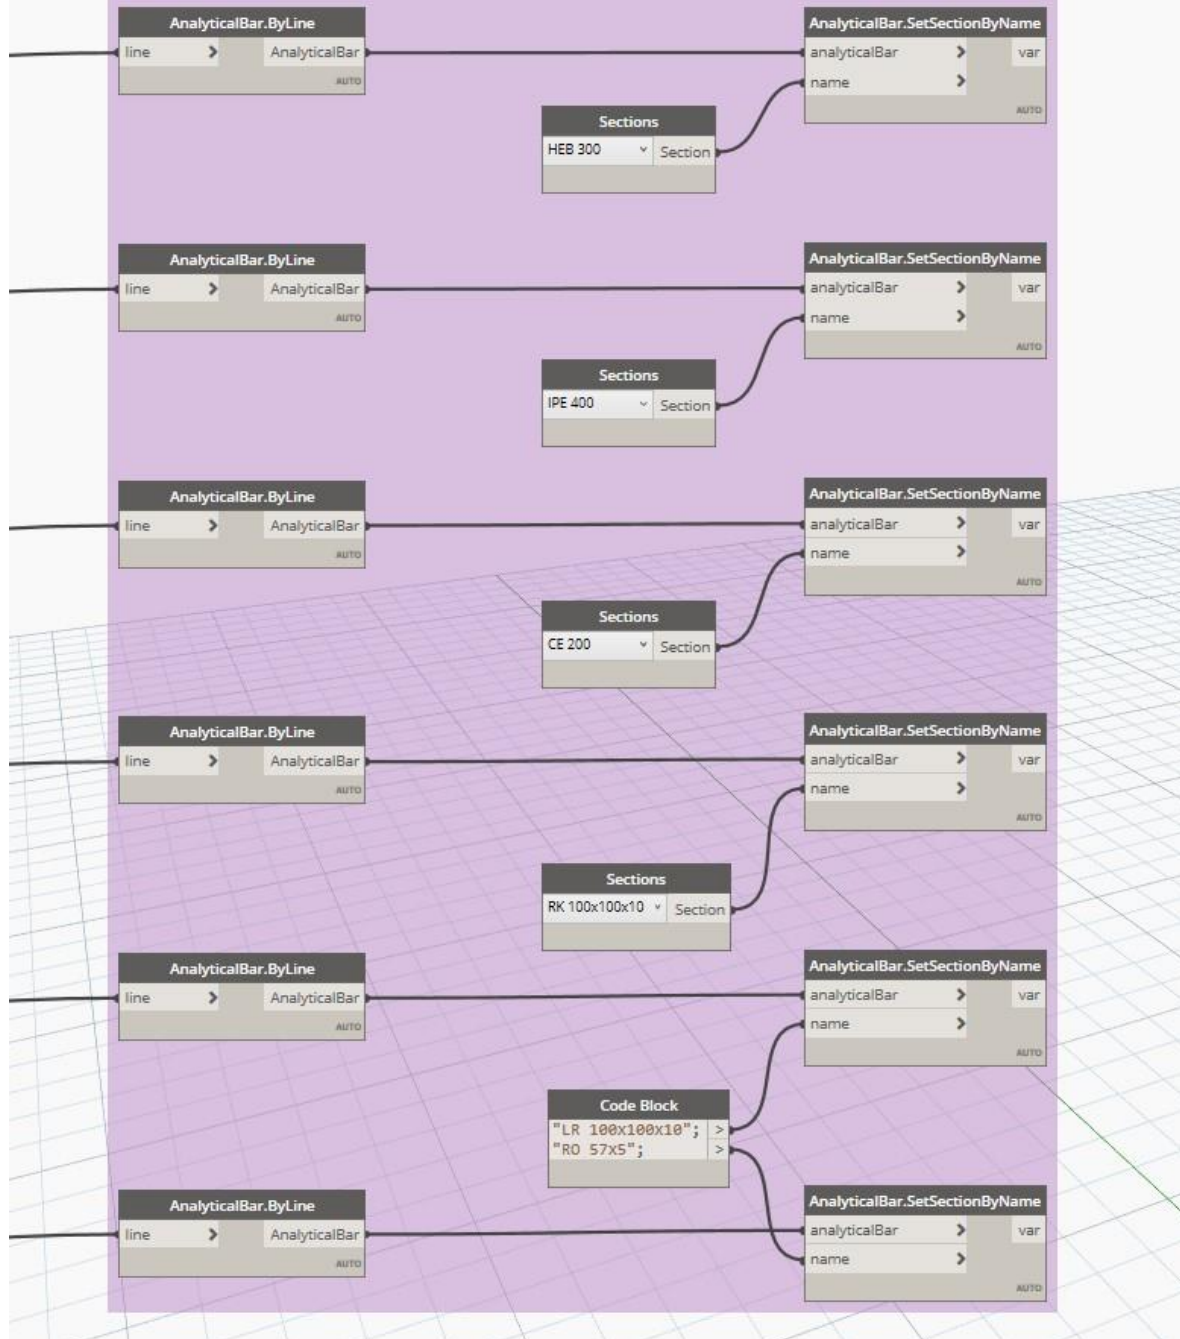 AnalyticalBar.ByLine
line > AnalyticalBar
AUTO
AnalyticalBar.SetSectionByName
analyticalBar > var
name >
AUTO
Sections
HEB 300 Section
AnalyticalBar.ByLine
line > AnalyticalBar
AUTO
AnalyticalBar.SetSectionByName
analyticalBar > var
name >
AUTO
Sections
IPE 400 Section
AnalyticalBar.ByLine
line > AnalyticalBar
AUTO
AnalyticalBar.SetSectionByName
analyticalBar > var
name >
AUTO
Sections
CE 200 Section
AnalyticalBar.ByLine
line > AnalyticalBar
AUTO
AnalyticalBar.SetSectionByName
analyticalBar > var
name >
AUTO
Sections
RK 100x100x10 Section
AnalyticalBar.ByLine
line > AnalyticalBar
AUTO
AnalyticalBar.SetSectionByName
analyticalBar > var
name >
AUTO
Code Block
"LR 100x100x10"; >
"RO 57x5"; >
AnalyticalBar.ByLine
line > AnalyticalBar
AUTO
AnalyticalBar.SetSectionByName
analyticalBar > var
name >
AUTO